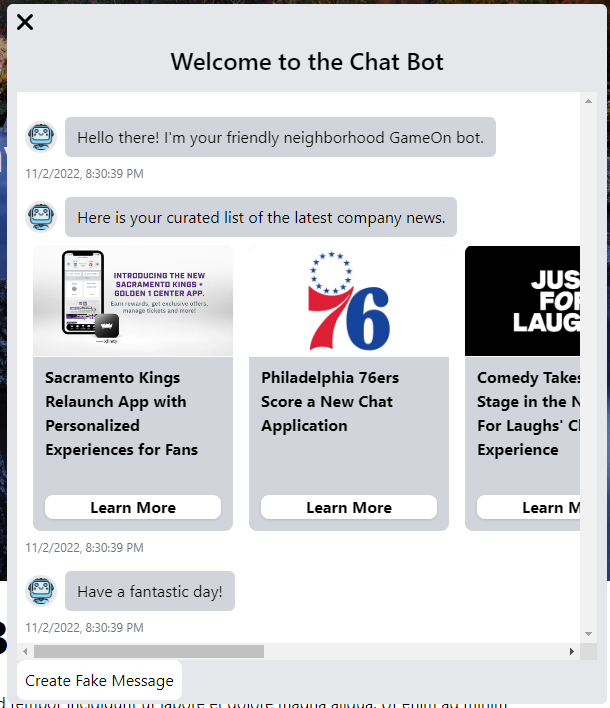 Welcome to the Chat Bot
Hello there! I'm your friendly neighborhood GameOn bot.
11/2/2022, 8:30:39 PM
Here is your curated list of the latest company news.
INTRODUCING THE NEW
SACRAMENTO KINGS +
GOLDEN 1 CENTER APP.
Earn rewards, get exclusive offers,
manage tickets and more!
xfinity
Sacramento Kings
Relaunch App with
Personalized
Experiences for Fans
Learn More
76
Philadelphia 76ers
Score a New Chat
Application
Learn More
JUS
FOR
LAUG
Comedy Takes
Stage in the N
For Laughs' C
Experience
Learn M
11/2/2022, 8:30:39 PM
Have a fantastic day!
11/2/2022, 8:30:39 PM
Create Fake Message